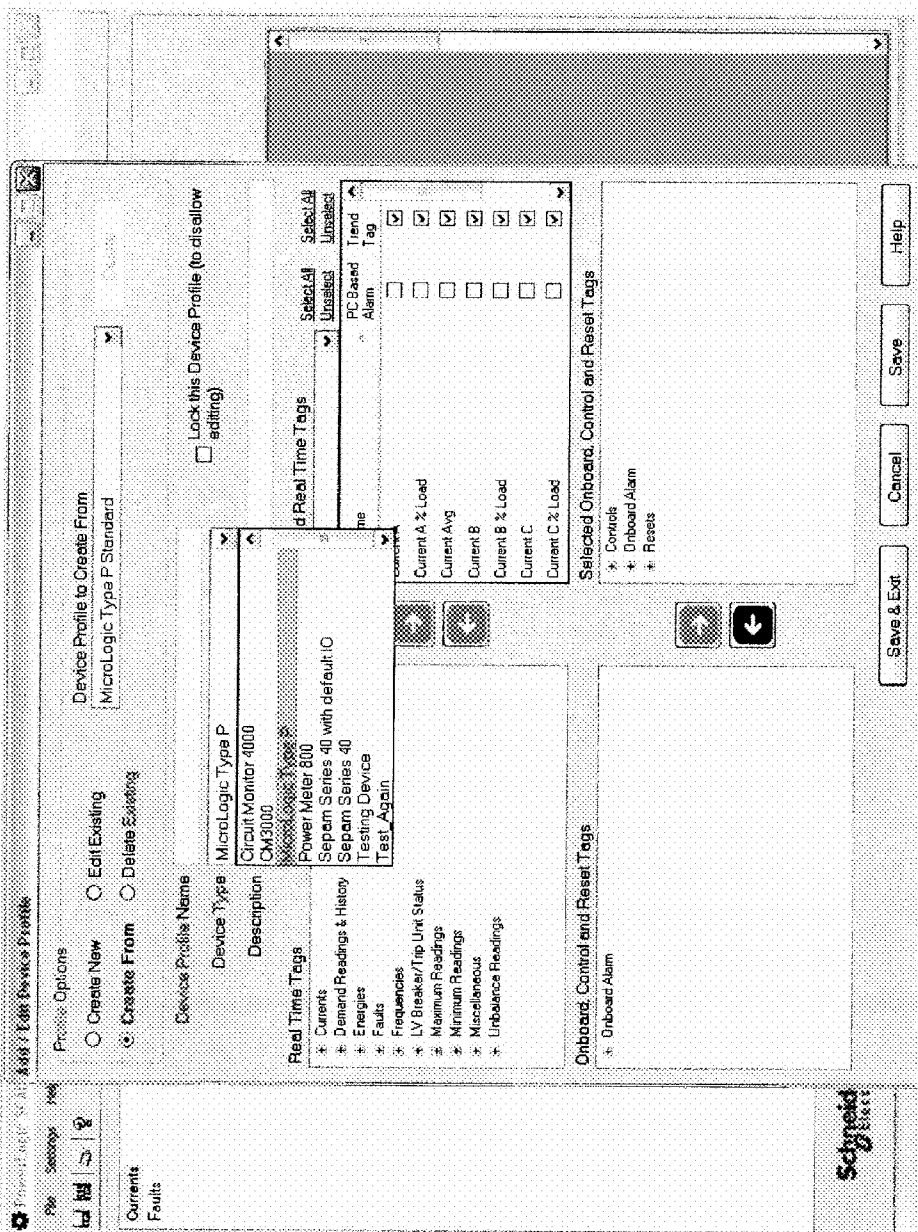 Add / Edit Device Profile
File Settings Help
Currents
Faults
Profile Options
Create New
Edit Existing
Create From
Delete Existing
Device Profile to Create From
MicroLogic Type P Standard
Device Profile Name
Lock this Device Profile (to disallow
editing)
Device Type
MicroLogic Type P
Description
Circuit Monitor 4000
CM3000
MicroLogic Type P
Power Meter 800
Sepam Series 40 with default IO
Sepam Series 40
Testing Device
Test_Again
Real Time Tags
Currents
Demand Readings & History
Energies
Faults
Frequencies
LV Breaker/Trip Unit Status
Maximum Readings
Minimum Readings
Miscellaneous
Unbalance Readings
d Real Time Tags
Select All
Unselect
Select All
Unselect
me
PC Based
Alarm
Trend
Tag
Current A % Load
Current Avg
Current B
Current B % Load
Current C
Current C % Load
Onboard, Control and Reset Tags
Onboard Alarm
Selected Onboard, Control and Reset Tags
Controls
Onboard Alarm
Resets
Save & Exit
Cancel
Save
Help
Schneid
Elect